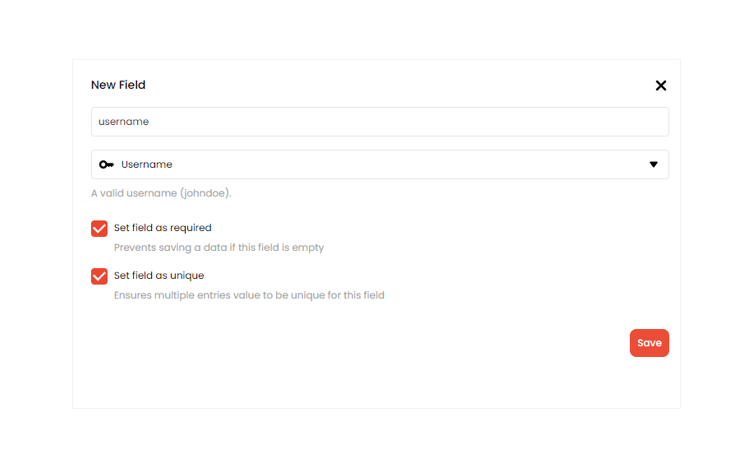 New Field
username
Username
A valid username (johndoe).
Set field as required
Prevents saving a data if this field is empty
Set field as unique
Ensures multiple entries value to be unique for this field
Save